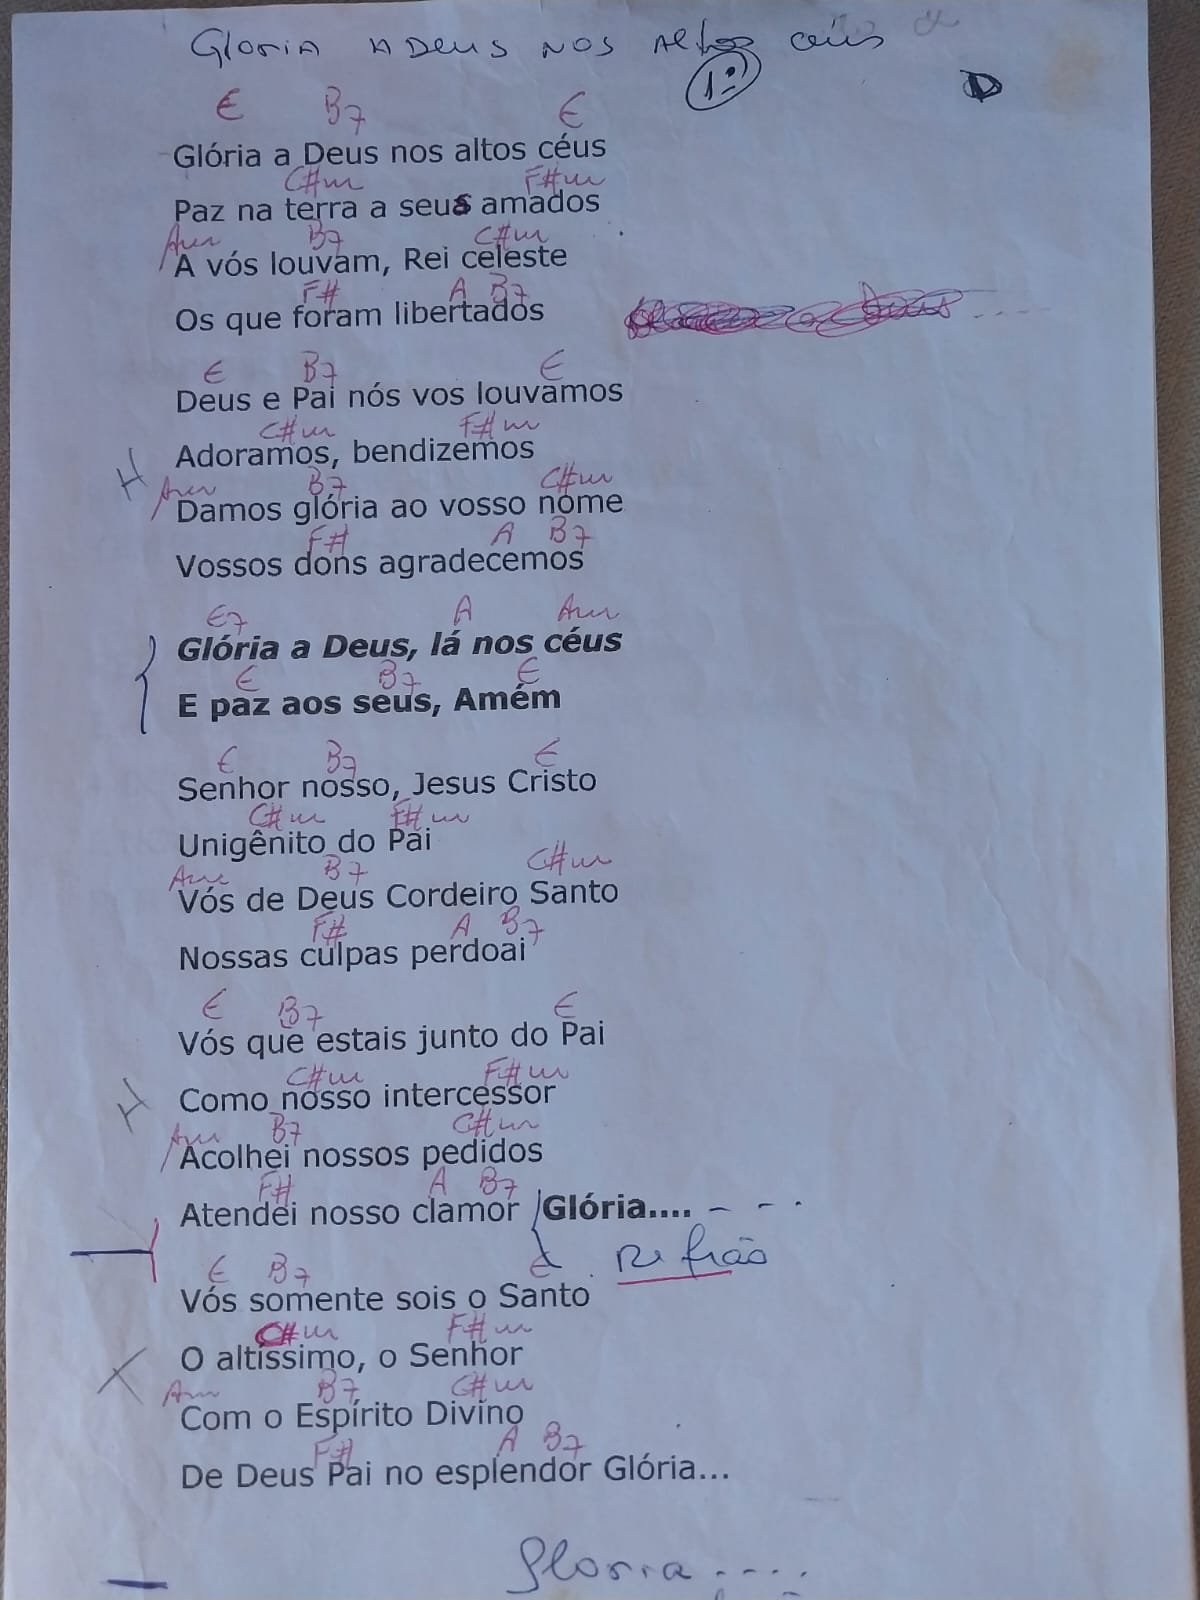 Gloria A Deus nos Altos céus
1º
E B7 E
Glória a Deus nos altos céus
C#m F#m
Paz na terra a seus amados
Am B7 C#m
A vós louvam, Rei celeste
F# A B7
Os que foram libertados
E B7 E
Deus e Pai nós vos louvamos
C#m F#m
H Adoramos, bendizemos
Am B7 C#m
Damos glória ao vosso nome
F# A B7
Vossos dons agradecemos
E7 A Am
Glória a Deus, lá nos céus
E B7 E
E paz aos seus, Amém
E B7 E
Senhor nosso, Jesus Cristo
C#m F#m
Unigênito do Pai
Am B7 C#m
Vós de Deus Cordeiro Santo
F# A B7
Nossas culpas perdoai
E B7 E
Vós que estais junto do Pai
C#m F#m
H Como nosso intercessor
Am B7 C#m
Acolhei nossos pedidos
F# A B7
Atendei nosso clamor Glória.... - - .
Refrão
E B7 E
Vós somente sois o Santo
C#m F#m
O altíssimo, o Senhor
Am B7 C#m
Com o Espírito Divino
F# A B7
De Deus Pai no esplendor Glória...
Gloria ....